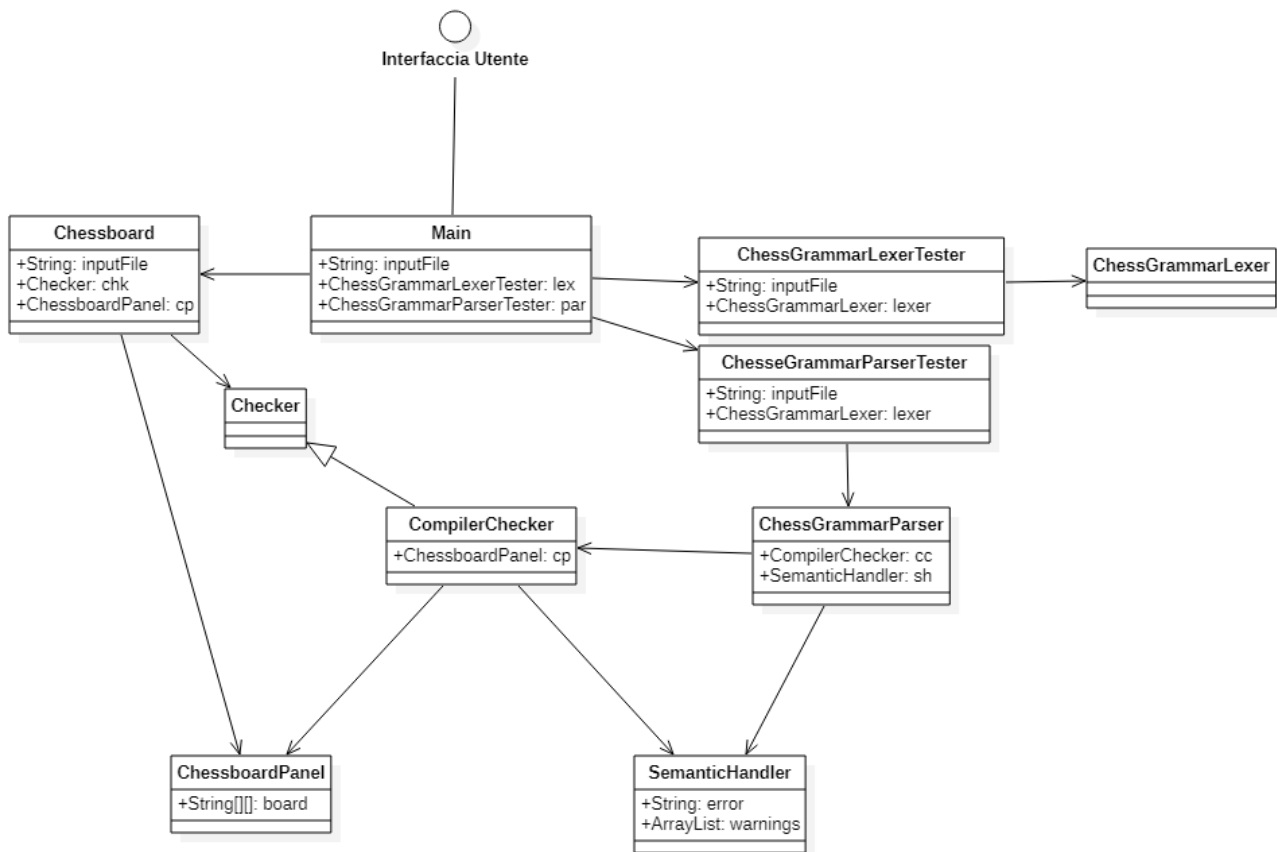 Interfaccia Utente
Chessboard
+String: inputFile
+Checker: chk
+ChessboardPanel: cp
Main
+String: inputFile
+ChessGrammarLexerTester: lex
+ChessGrammarParserTester: par
ChessGrammarLexerTester
+String: inputFile
+ChessGrammarLexer: lexer
ChessGrammarLexer
ChesseGrammarParserTester
+String: inputFile
+ChessGrammarLexer: lexer
Checker
CompilerChecker
+ChessboardPanel: cp
ChessGrammarParser
+CompilerChecker: cc
+SemanticHandler: sh
ChessboardPanel
+String[][]: board
SemanticHandler
+String: error
+ArrayList: warnings